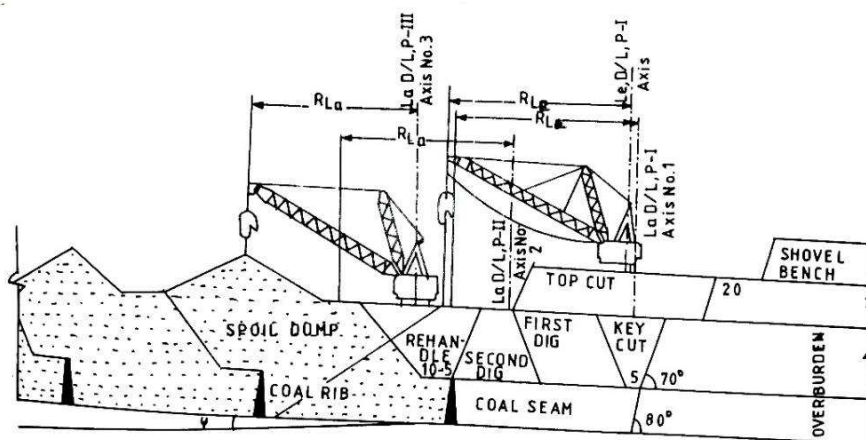 La D/L,P-III
Axis No.3
Le,D/L,P-I
Axis
RLa
RLe
RLa
RLa
La D/L,P-I
Axis No.1
La D/L,P-II
Axis No.
2
SHOVEL
BENCH
TOP CUT
20
SPOIL DOMP
REHAN-
DLE
10-5
SECOND
DIG
FIRST
DIG
KEY
CUT
5
70°
OVERBURDEN
COAL RIB
COAL SEAM
80°
γ